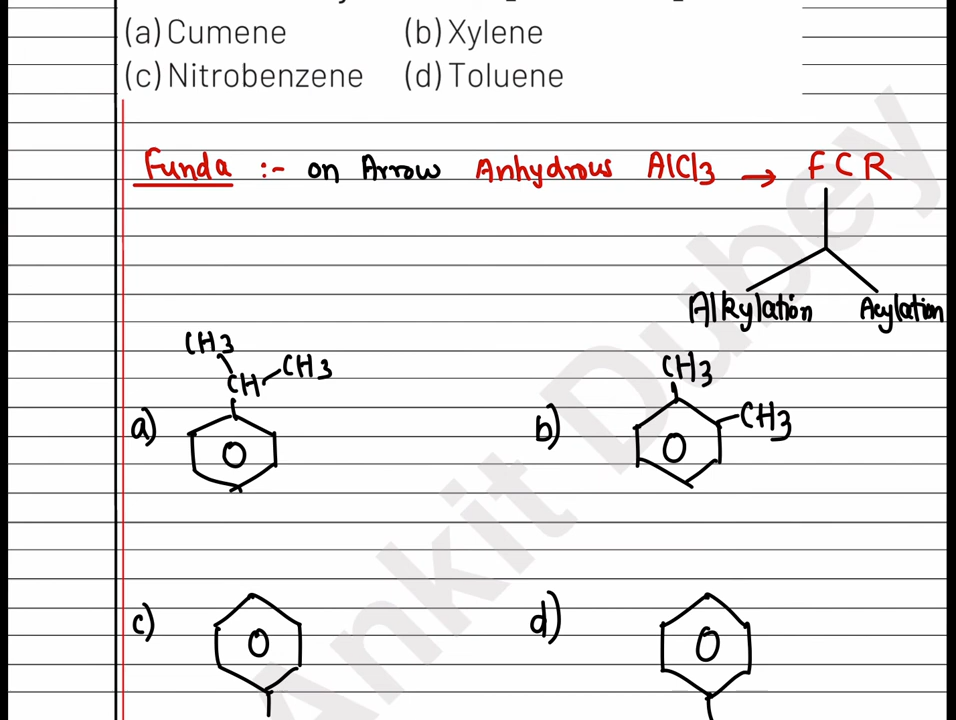 (a) Cumene (b) Xylene
(c) Nitrobenzene (d) Toluene
Funda :- on Arrow Anhydrous AlCl3 → FCR
Alkylation Acylation
CH3
CH CH3
CH3
a) b) CH3
c) d)
Ankit Dubey